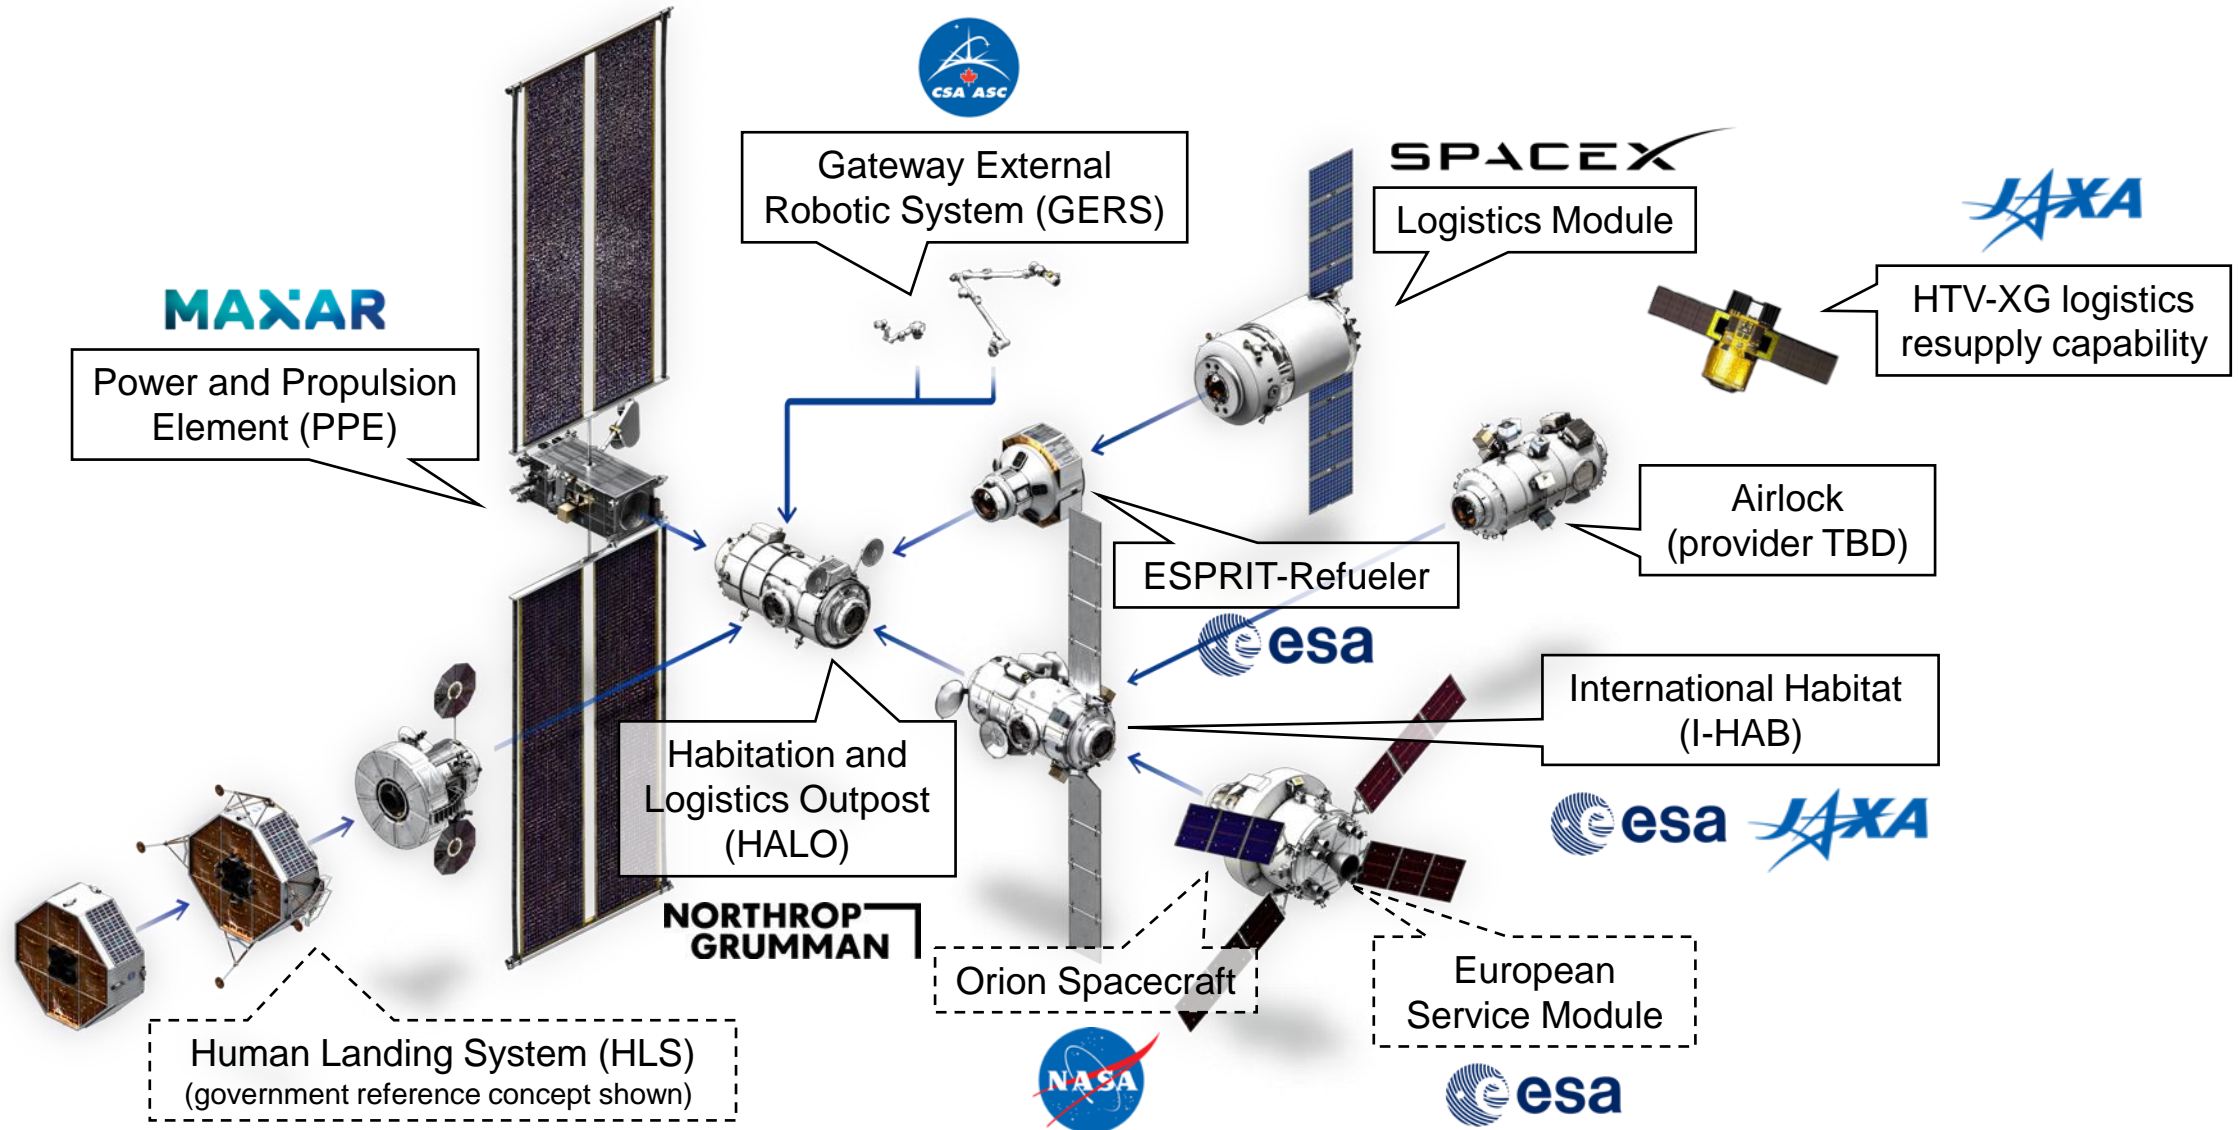 CSA ASC
Gateway External
Robotic System (GERS)
SPACEX
Logistics Module
JAXA
HTV-XG logistics
resupply capability
MAXAR
Power and Propulsion
Element (PPE)
Airlock
(provider TBD)
ESPRIT-Refueler
esa
International Habitat
(I-HAB)
esa JAXA
Habitation and
Logistics Outpost
(HALO)
NORTHROP
GRUMMAN
Orion Spacecraft
NASA
European
Service Module
esa
Human Landing System (HLS)
(government reference concept shown)